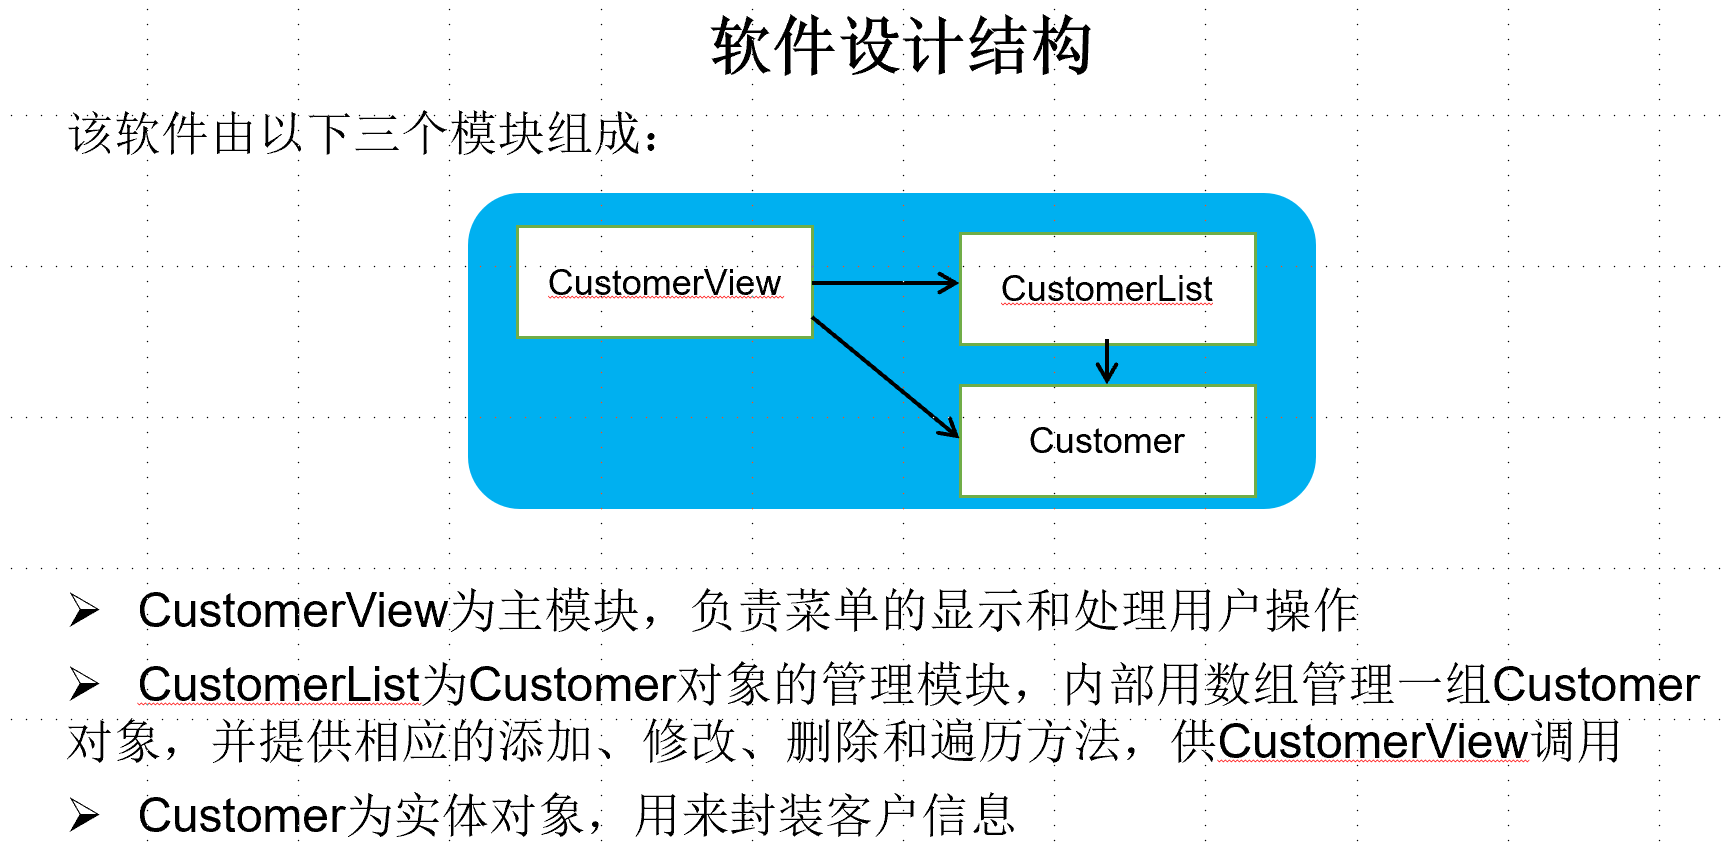 软件设计结构
该软件由以下三个模块组成：
CustomerView
CustomerList
Customer
➢ CustomerView为主模块，负责菜单的显示和处理用户操作
➢ CustomerList为Customer对象的管理模块，内部用数组管理一组Customer
对象，并提供相应的添加、修改、删除和遍历方法，供CustomerView调用
➢ Customer为实体对象，用来封装客户信息